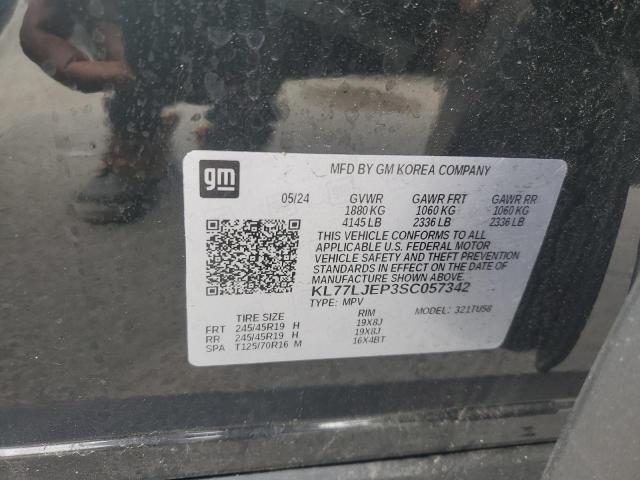 gm
MFD BY GM KOREA COMPANY
05/24 GVWR GAWR FRT GAWR RR
1880 KG 1060 KG 1060 KG
4145 LB 2336 LB 2336 LB
THIS VEHICLE CONFORMS TO ALL
APPLICABLE U.S. FEDERAL MOTOR
VEHICLE SAFETY AND THEFT PREVENTION
STANDARDS IN EFFECT ON THE DATE OF
MANUFACTURE SHOWN ABOVE.
KL77LJEP3SC057342
TYPE: MPV MODEL: 321TU58
TIRE SIZE RIM
FRT 245/45R19 H 19X8J
RR 245/45R19 H 19X8J
SPA T125/70R16 M 16X4BT